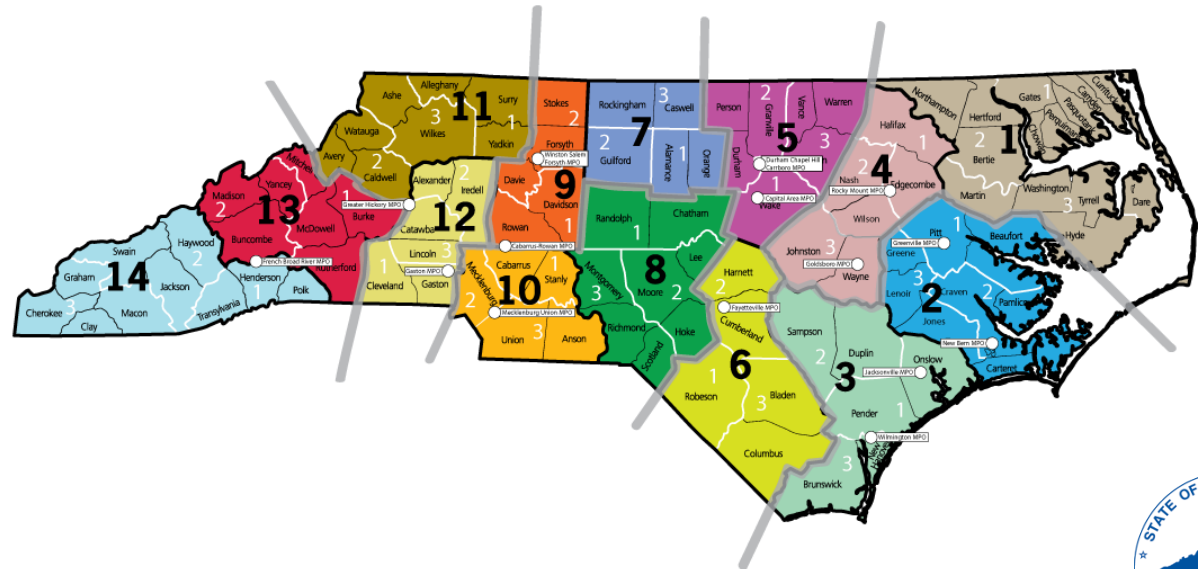 14
Swain
Haywood
2
Graham
Jackson
3
Cherokee
Clay
Macon
Transylvania
Henderson
1
Polk
13
Madison
2
Yancey
Mitchell
1
Burke
McDowell
Buncombe
3
Rutherford
French Broad River MPO
11
Ashe
Alleghany
Surry
3
Wilkes
1
Yadkin
Watauga
Avery
2
Caldwell
12
Alexander
2
Iredell
Greater Hickory MPO
Catawba
Lincoln
3
1
Cleveland
Gaston
Gaston MPO
9
Stokes
2
Forsyth
Winston Salem
/Forsyth MPO
Davie
Davidson
Rowan
1
Cabarrus-Rowan MPO
10
Mecklenburg
2
Cabarrus
1
Stanly
Mecklenburg Union MPO
3
Union
Anson
7
Rockingham
3
Caswell
2
Guilford
Alamance
1
Orange
8
Randolph
1
Chatham
Lee
Montgomery
3
Moore
2
Richmond
Hoke
Scotland
5
Person
2
Granville
Vance
Warren
3
Durham
Durham Chapel Hill
Carrboro MPO
1
Capital Area MPO
Wake
6
Harnett
2
Fayetteville MPO
Cumberland
1
Robeson
3
Bladen
Columbus
4
Halifax
1
Nash
2
Rocky Mount MPO
Edgecombe
Wilson
Johnston
3
Goldsboro MPO
Wayne
3
Sampson
2
Duplin
Onslow
Jacksonville MPO
Pender
1
Wilmington MPO
New Hanover
3
Brunswick
1
Northampton
Gates
1
Hertford
2
Bertie
Currituck
Camden
Pasquotank
Perquimans
Chowan
Martin
Washington
3
Tyrrell
Dare
Hyde
2
Pitt
1
Beaufort
Greenville MPO
Greene
Lenoir
Craven
2
Pamlico
3
Jones
New Bern MPO
Carteret
STATE OF